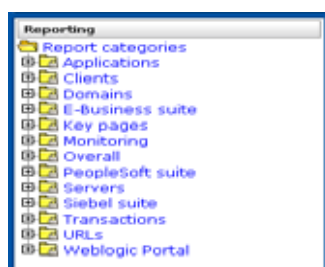 Reporting
Report categories
Applications
Clients
Domains
E-Business suite
Key pages
Monitoring
Overall
PeopleSoft suite
Servers
Siebel suite
Transactions
URLs
Weblogic Portal